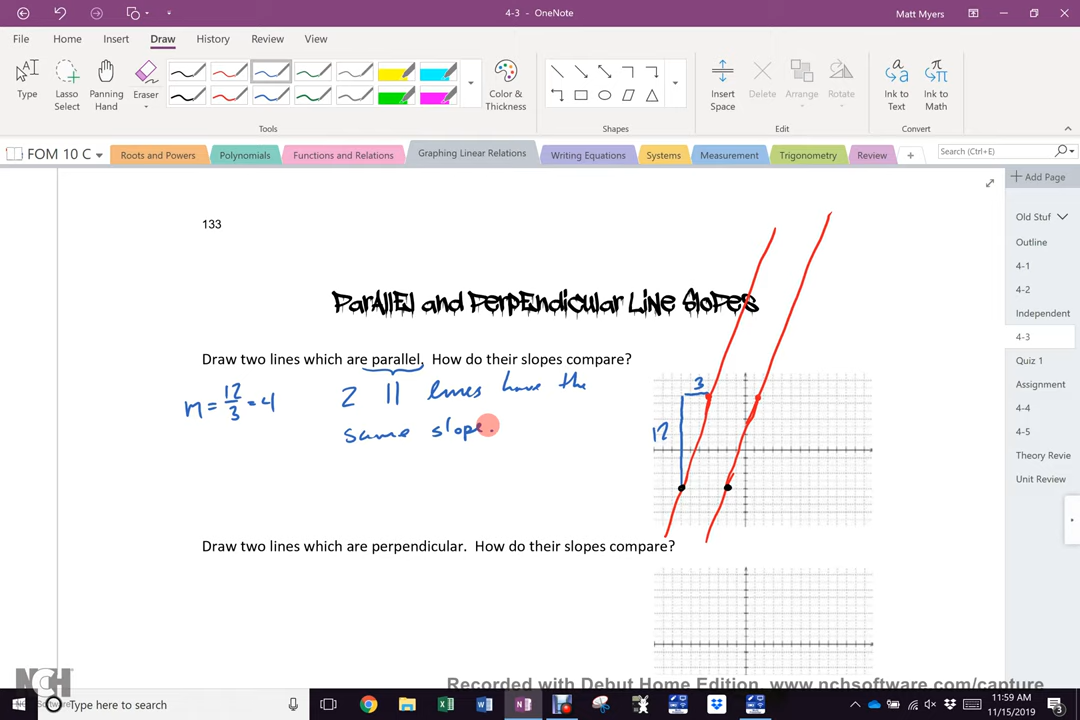 4-3 - OneNote
Matt Myers
File Home Insert Draw History Review View
Type
Lasso Select
Panning Hand
Eraser
Color & Thickness
Insert Space
Delete
Arrange
Rotate
Ink to Text
Ink to Math
Tools
Shapes
Edit
Convert
FOM 10 C
Roots and Powers
Polynomials
Functions and Relations
Graphing Linear Relations
Writing Equations
Systems
Measurement
Trigonometry
Review
Search (Ctrl+E)
Add Page
Old Stuf
Outline
4-1
4-2
Independent
4-3
Quiz 1
Assignment
4-4
4-5
Theory Revie
Unit Review
133
Parallel and Perpendicular Line Slopes
Draw two lines which are parallel. How do their slopes compare?
m = 12/3 = 4
2 || lines have the
same slope.
3
12
Draw two lines which are perpendicular. How do their slopes compare?
NCH
NCH Software
Recorded with Debut Home Edition www.nchsoftware.com/capture
Type here to search
11:59 AM
11/15/2019
3